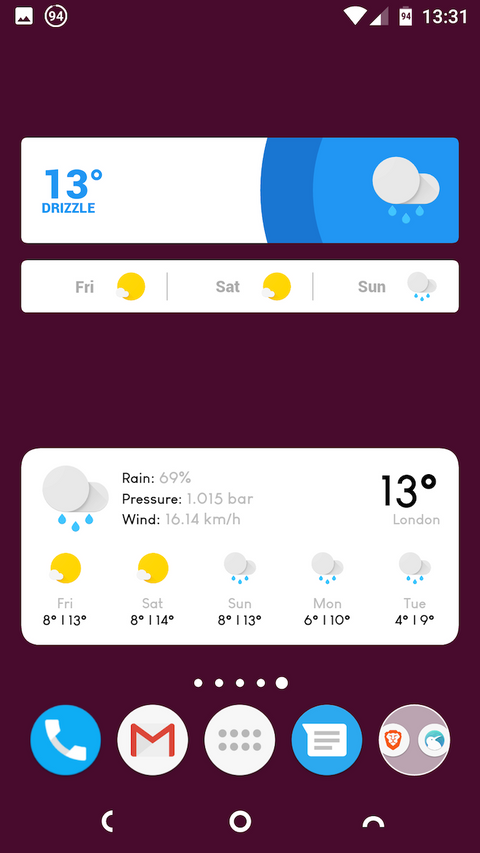 94
94
13:31
13°
DRIZZLE
Fri
Sat
Sun
Rain: 69%
Pressure: 1.015 bar
Wind: 16.14 km/h
13°
London
Fri
Sat
Sun
Mon
Tue
8° | 13°
8° | 14°
8° | 13°
6° | 10°
4° | 9°